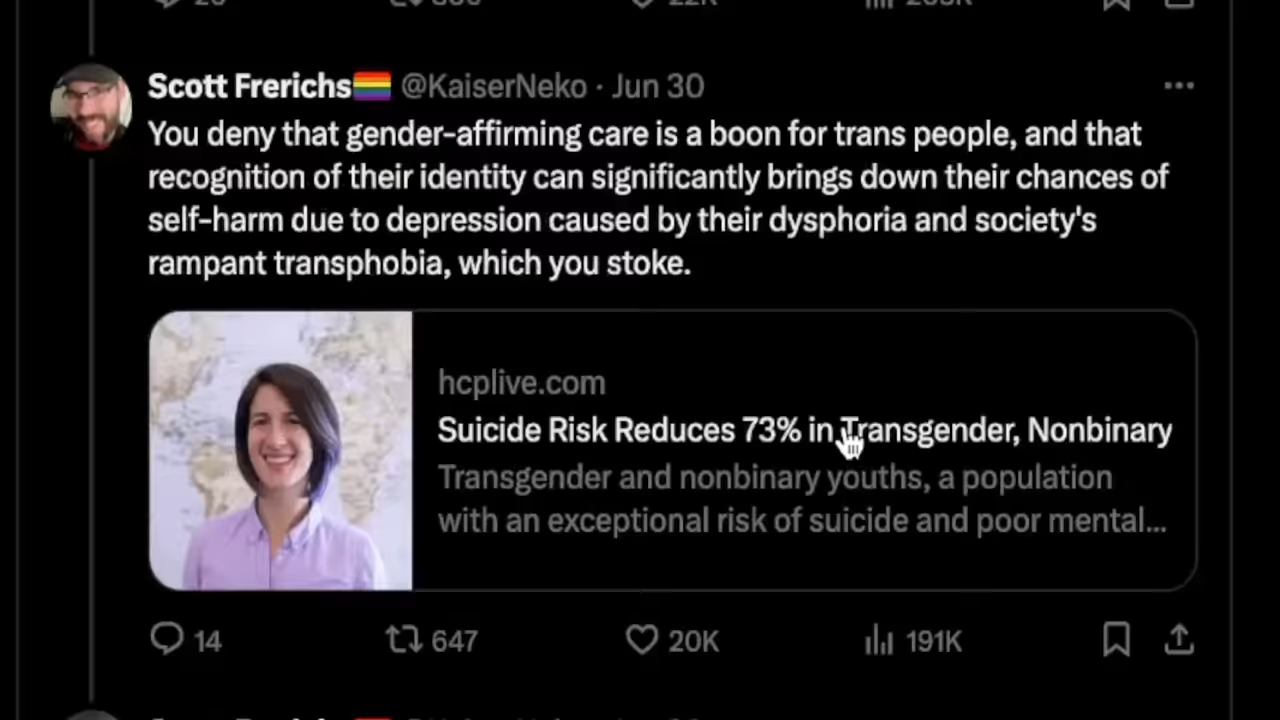 Scott Frerichs🏳️‍🌈 @KaiserNeko · Jun 30
You deny that gender-affirming care is a boon for trans people, and that
recognition of their identity can significantly brings down their chances of
self-harm due to depression caused by their dysphoria and society's
rampant transphobia, which you stoke.
hcplive.com
Suicide Risk Reduces 73% in Transgender, Nonbinary
Transgender and nonbinary youths, a population
with an exceptional risk of suicide and poor mental...
14 647 20K 191K